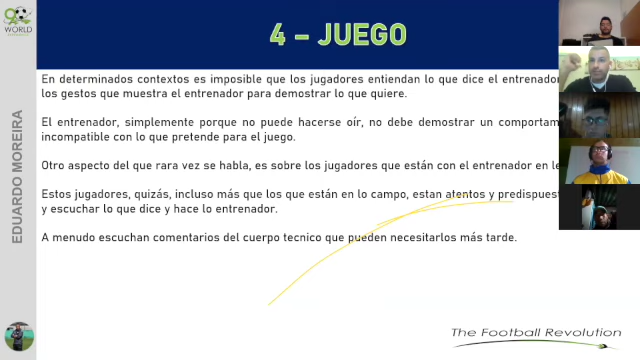 4 – JUEGO
WORLD
En determinados contextos es imposible que los jugadores entiendan lo que dice el entrenador
los gestos que muestra el entrenador para demostrar lo que quiere.
El entrenador, simplemente porque no puede hacerse oír, no debe demostrar un comportam
incompatible con lo que pretende para el juego.
Otro aspecto del que rara vez se habla, es sobre los jugadores que están con el entrenador en le
Estos jugadores, quizás, incluso más que los que están en lo campo, estan atentos y predispuest
y escuchar lo que dice y hace lo entrenador.
A menudo escuchan comentarios del cuerpo tecnico que pueden necesitarlos más tarde.
EDUARDO MOREIRA
The Football Revolution